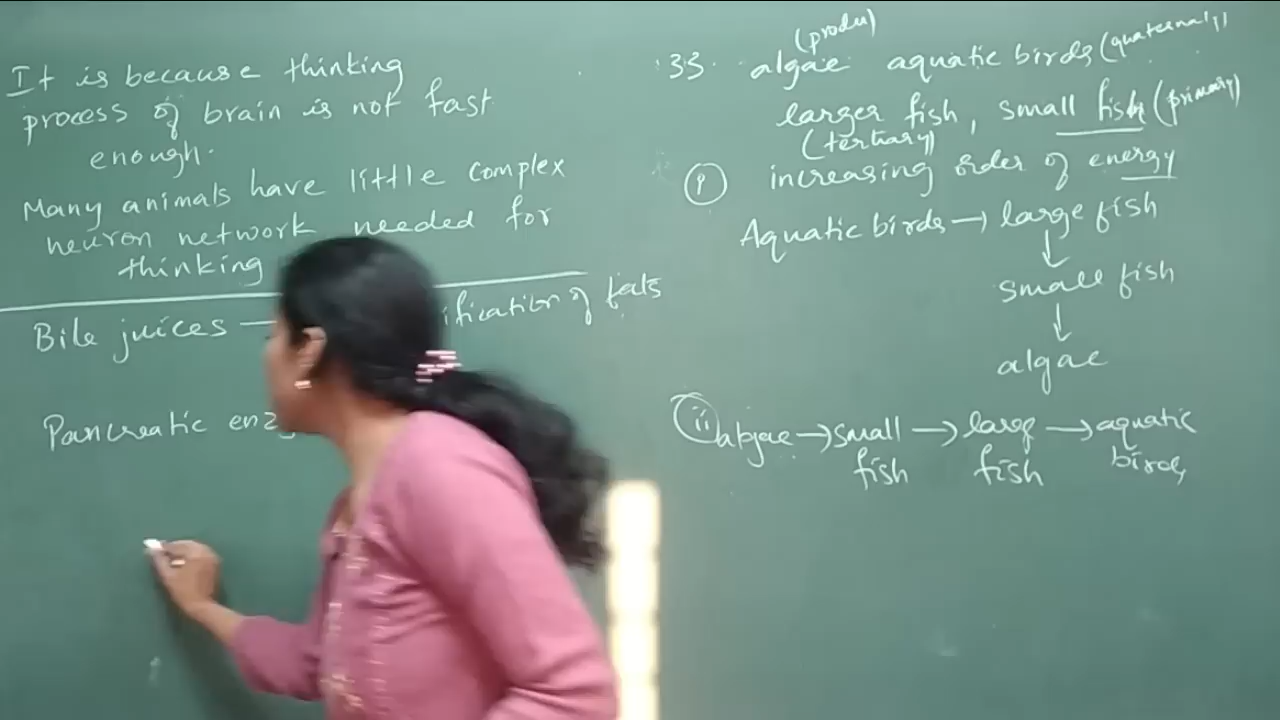 It is because thinking
process of brain is not fast
enough.
Many animals have little complex
neuron network needed for
thinking
Bile juices — ification of fats
Pancreatic enz
33. algae (produ) aquatic birds (quaternary)
larger fish, small fish (primary)
(tertiary)
(i) increasing order of energy
Aquatic birds → large fish
↓
small fish
↓
algae
(ii) algae → small → large → aquatic
fish fish birds